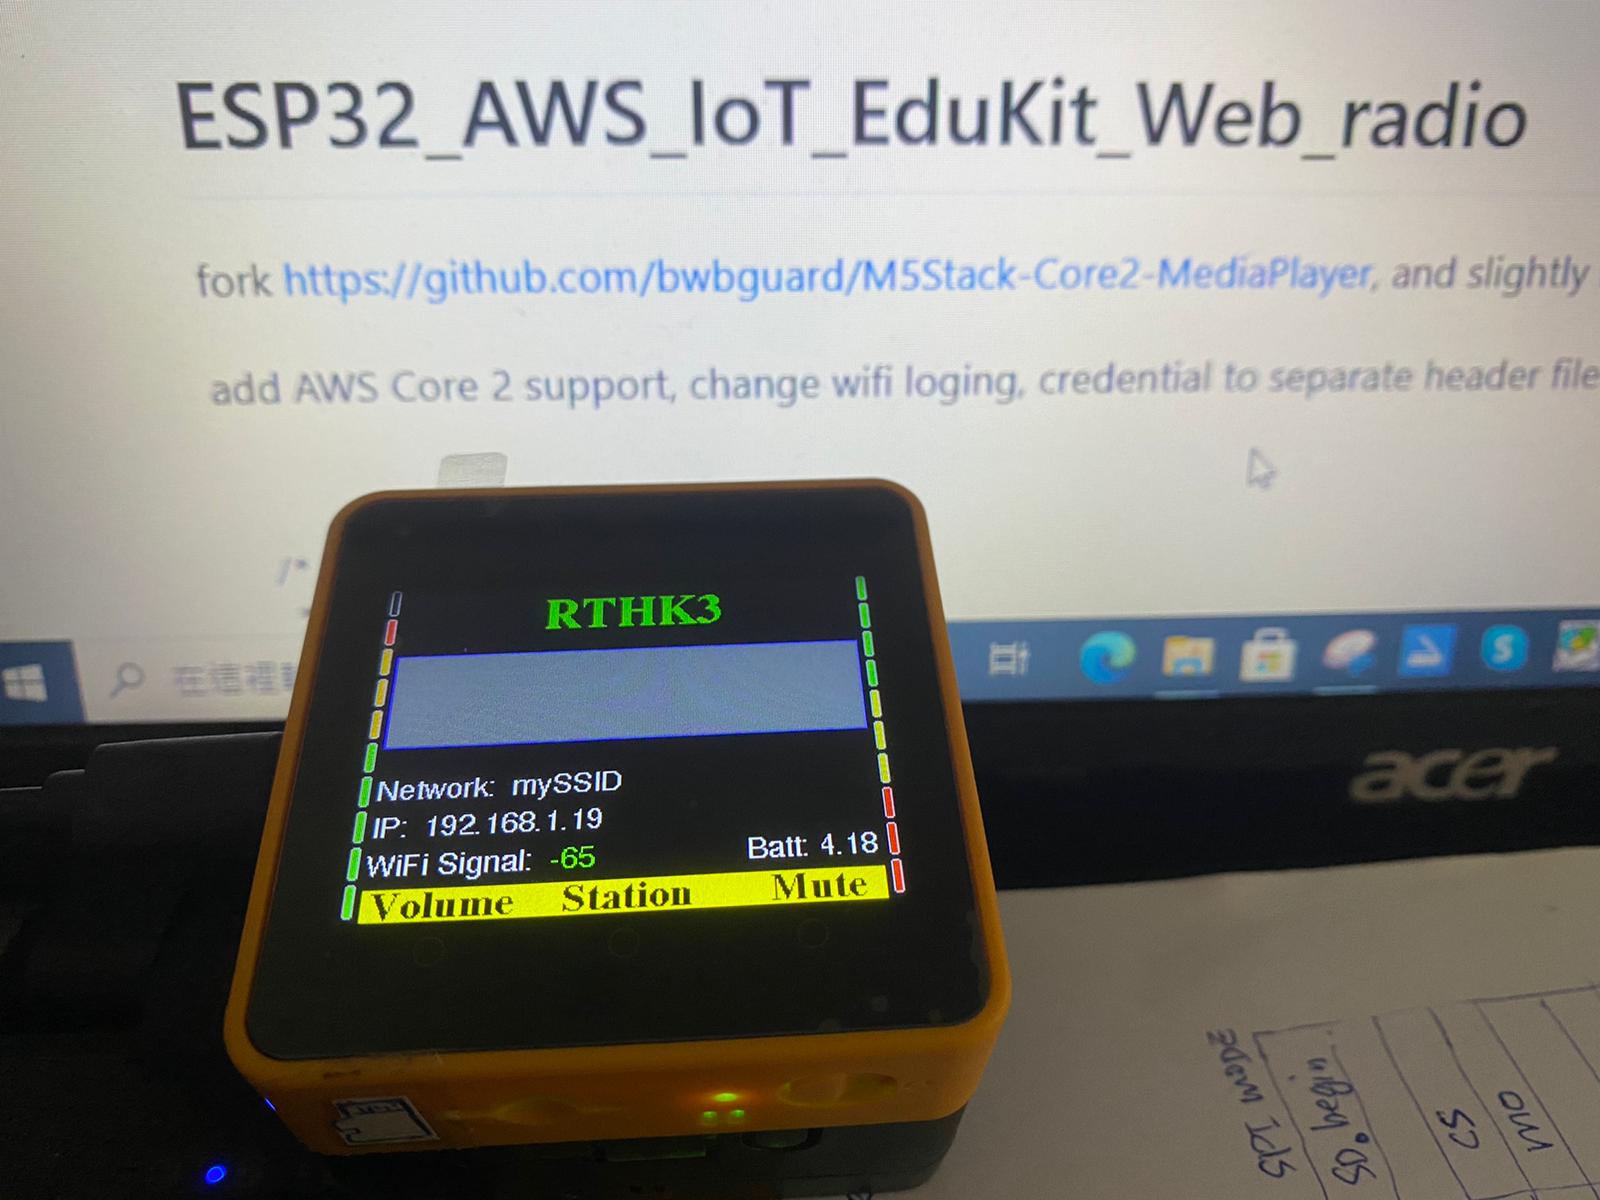 ESP32_AWS_IoT_EduKit_Web_radio
fork https://github.com/bwbguard/M5Stack-Core2-MediaPlayer, and slightly
add AWS Core 2 support, change wifi loging, credential to separate header file
/*
在這裡
S
acer
RTHK3
Network: mySSID
IP: 192.168.1.19
WiFi Signal: -65
Batt: 4.18
Volume Station Mute
SPI MODE
SD.begin
CS